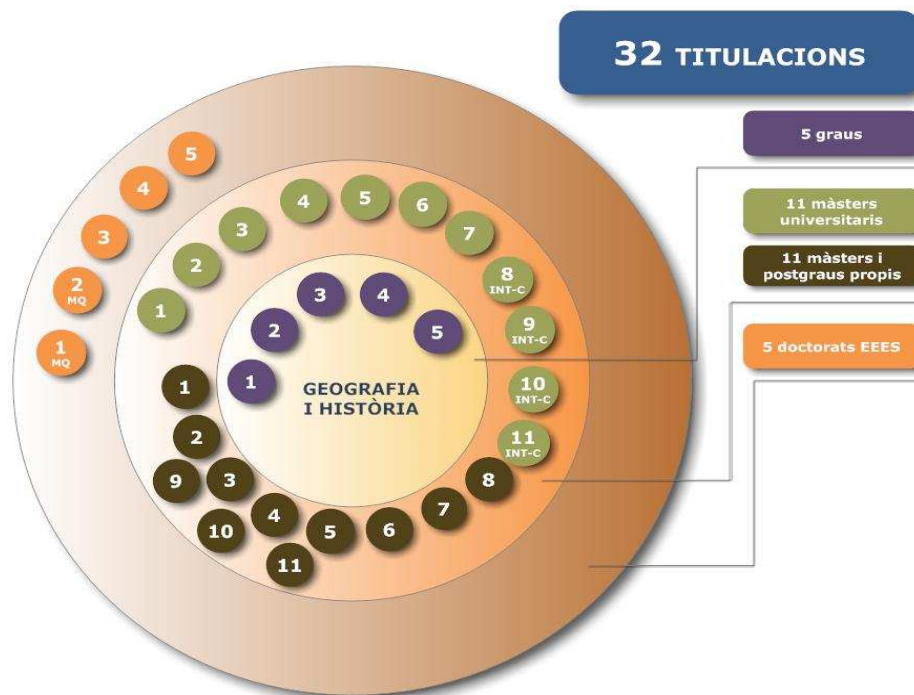 32 TITULACIONS
5 graus
11 màsters
universitaris
11 màsters i
postgraus propis
5 doctorats EEES
5
4
3
2
MQ
1
MQ
1
2
3
4
5
6
7
8
INT-C
9
INT-C
10
INT-C
11
INT-C
1
2
3
4
5
GEOGRAFIA
I HISTÒRIA
1
2
3
4
5
6
7
8
9
10
11